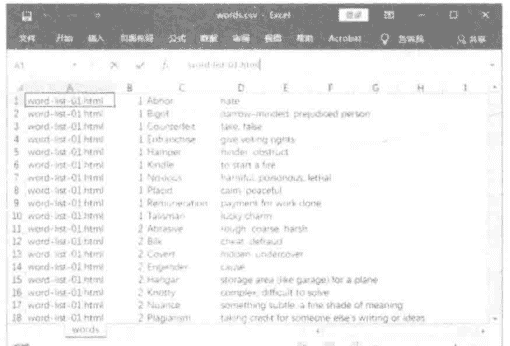 words.csv - Excel
文件 开始 插入 页面布局 公式 数据 审阅 视图 帮助 Acrobat 告诉我 共享
A1 word-list-01.html
A B C D E F G H I
1 word-list-01.html 1 Abhor hate
2 word-list-01.html 1 Bigot narrow-minded, prejudiced person
3 word-list-01.html 1 Counterfeit fake, false
4 word-list-01.html 1 Enfranchise give voting rights
5 word-list-01.html 1 Hamper hinder, obstruct
6 word-list-01.html 1 Kindle to start a fire
7 word-list-01.html 1 Noxious harmful, poisonous, lethal
8 word-list-01.html 1 Placid calm, peaceful
9 word-list-01.html 1 Remuneration payment for work done
10 word-list-01.html 1 Talisman lucky charm
11 word-list-01.html 2 Abrasive rough, coarse, harsh
12 word-list-01.html 2 Bilk cheat, defraud
13 word-list-01.html 2 Covert hidden, undercover
14 word-list-01.html 2 Engender cause
15 word-list-01.html 2 Hangar storage area (like garage) for a plane
16 word-list-01.html 2 Knotty complex, difficult to solve
17 word-list-01.html 2 Nuance something subtle, a fine shade of meaning
18 word-list-01.html 2 Plagiarism taking credit for someone else's writing or ideas
words